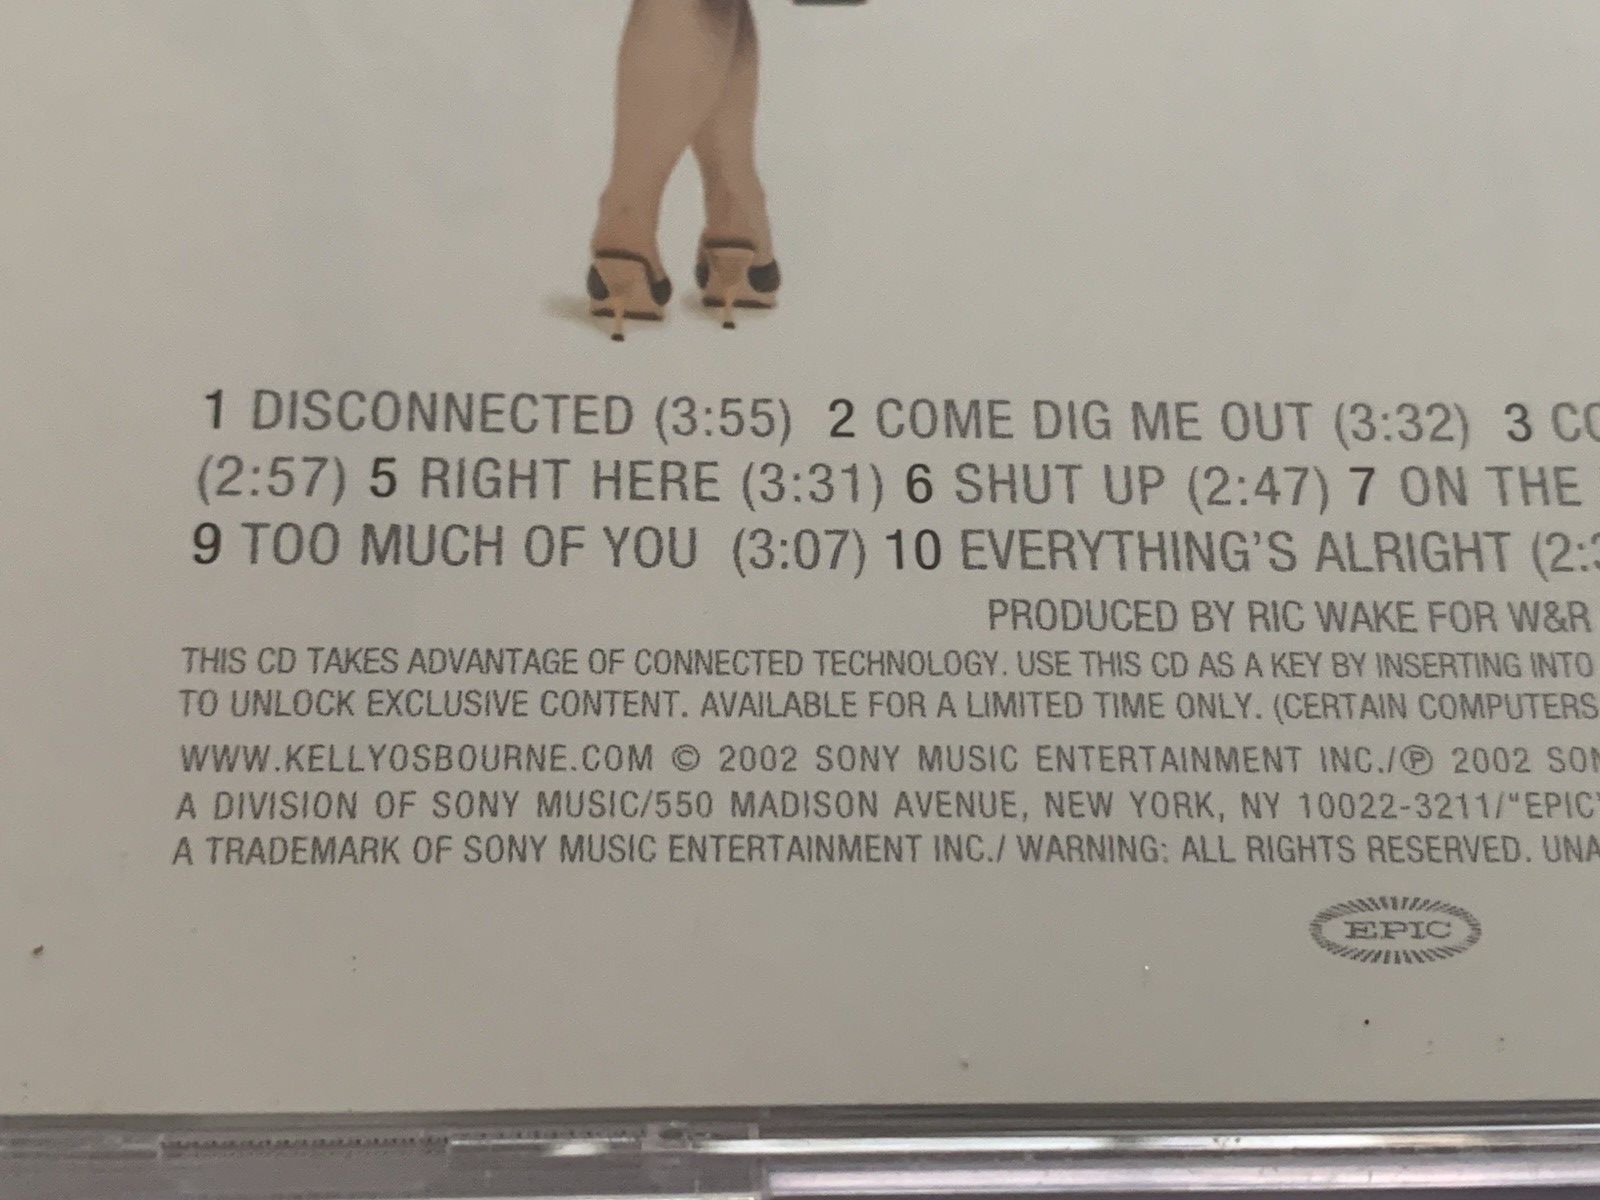 1 DISCONNECTED (3:55) 2 COME DIG ME OUT (3:32) 3 CO
(2:57) 5 RIGHT HERE (3:31) 6 SHUT UP (2:47) 7 ON THE
9 TOO MUCH OF YOU (3:07) 10 EVERYTHING'S ALRIGHT (2:3
PRODUCED BY RIC WAKE FOR W&R
THIS CD TAKES ADVANTAGE OF CONNECTED TECHNOLOGY. USE THIS CD AS A KEY BY INSERTING INTO
TO UNLOCK EXCLUSIVE CONTENT. AVAILABLE FOR A LIMITED TIME ONLY. (CERTAIN COMPUTERS
WWW.KELLYOSBOURNE.COM © 2002 SONY MUSIC ENTERTAINMENT INC./℗ 2002 SON
A DIVISION OF SONY MUSIC/550 MADISON AVENUE, NEW YORK, NY 10022-3211/"EPIC"
A TRADEMARK OF SONY MUSIC ENTERTAINMENT INC./ WARNING: ALL RIGHTS RESERVED. UNA
EPIC